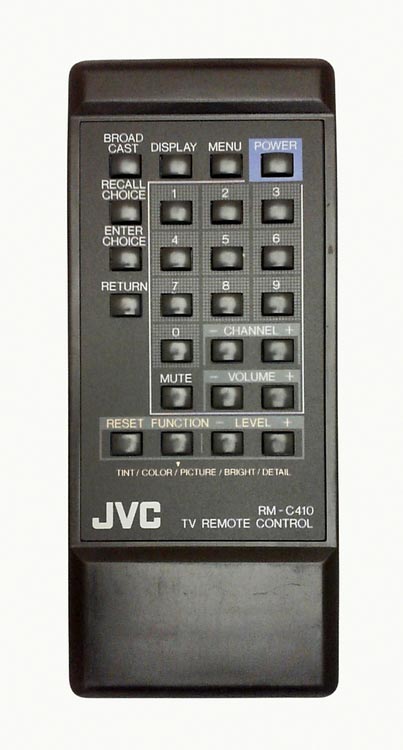 BROAD
CAST DISPLAY MENU POWER
RECALL
CHOICE 1 2 3
ENTER
CHOICE 4 5 6
RETURN 7 8 9
0 - CHANNEL +
MUTE - VOLUME +
RESET FUNCTION - LEVEL +
TINT / COLOR / PICTURE / BRIGHT / DETAIL
JVC RM-C410
TV REMOTE CONTROL